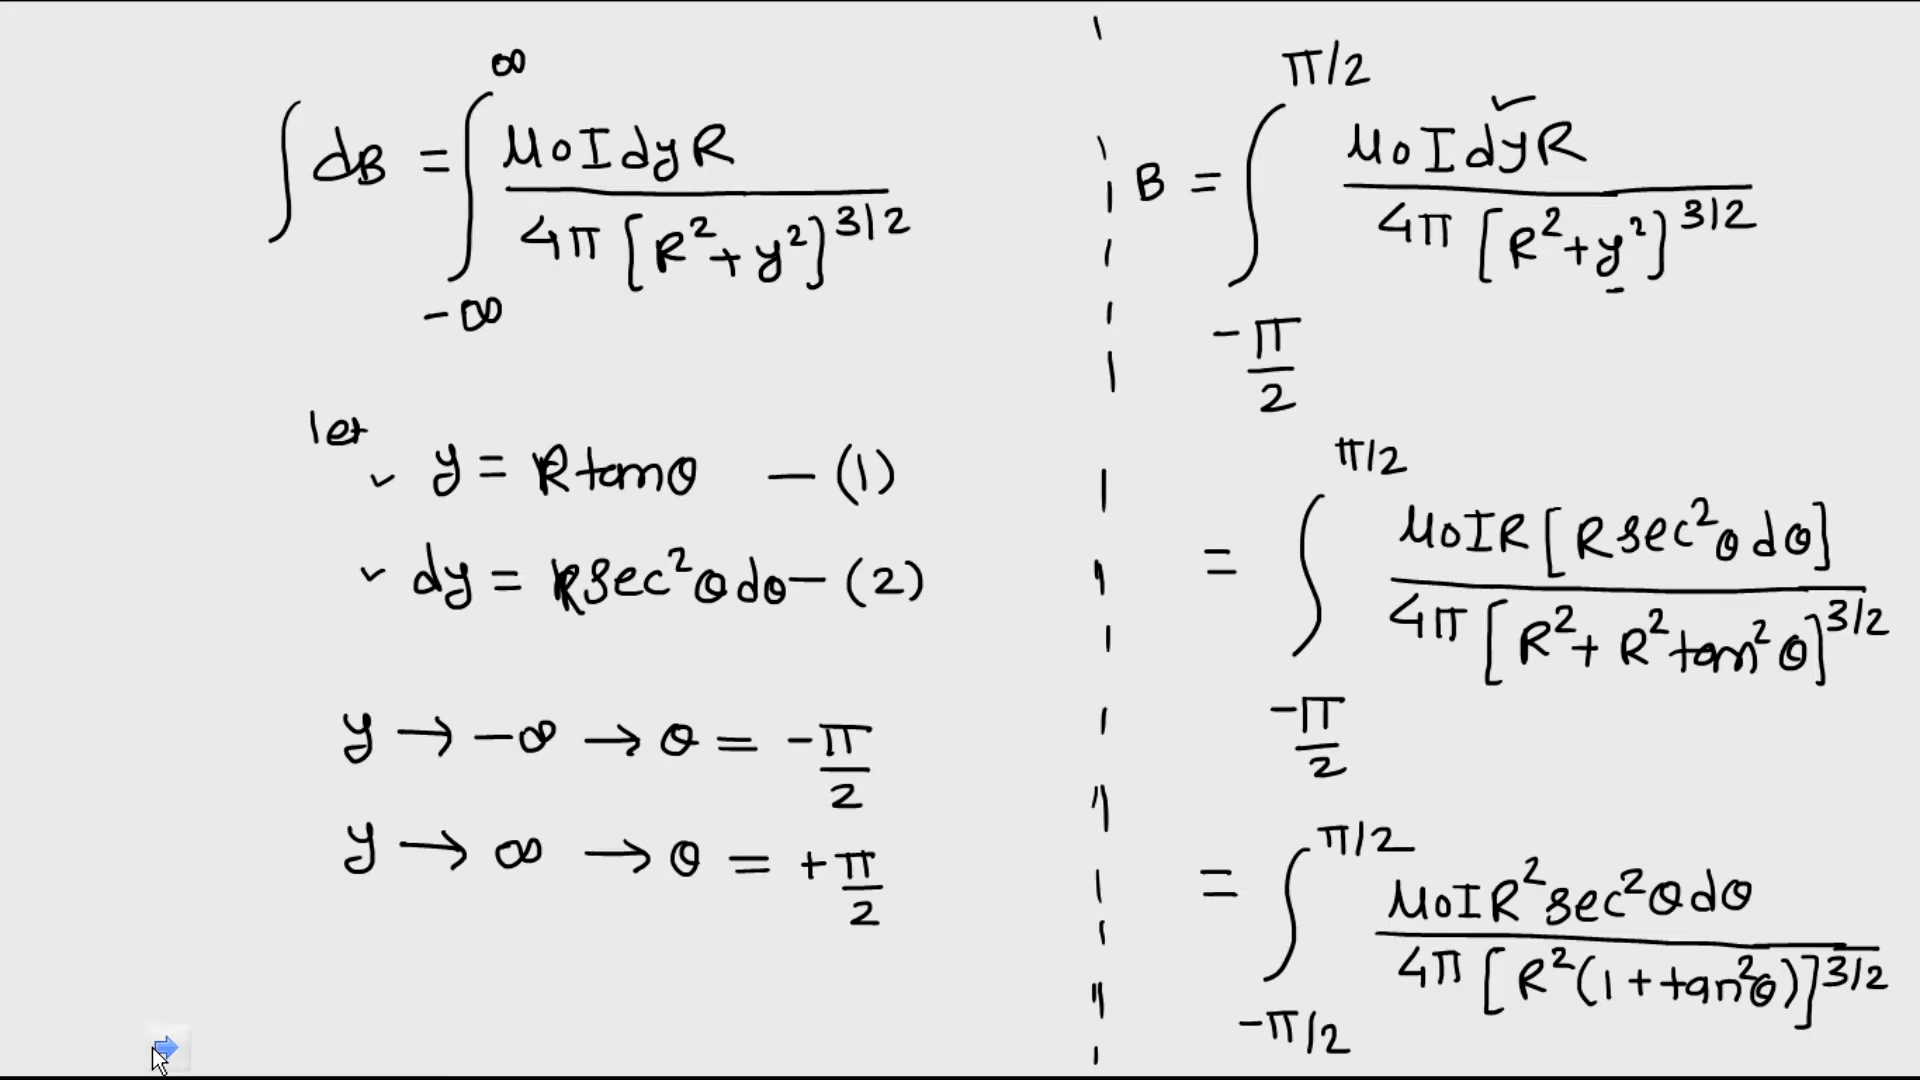 ∫ dB = ∫_{-∞}^{∞} μ₀I dy R / 4π [R² + y²]^{3/2}
let
✓ y = R tanθ — (1)
✓ dy = R sec²θ dθ — (2)
y → -∞ → θ = -π/2
y → ∞ → θ = +π/2
B = ∫_{-π/2}^{π/2} μ₀I dy R / 4π [R² + y²]^{3/2}
= ∫_{-π/2}^{π/2} μ₀IR [R sec²θ dθ] / 4π [R² + R² tan²θ]^{3/2}
= ∫_{-π/2}^{π/2} μ₀IR² sec²θ dθ / 4π [R² (1 + tan²θ)]^{3/2}